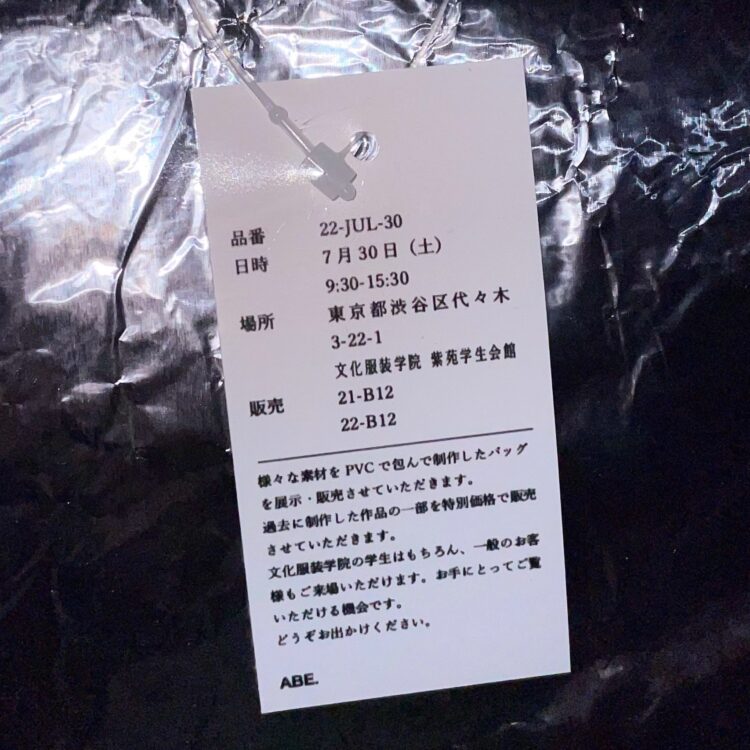 品番 22-JUL-30
日時 7月30日（土）
9:30-15:30
場所 東京都渋谷区代々木
3-22-1
文化服装学院 紫苑学生会館
販売 21-B12
22-B12
様々な素材をPVCで包んで制作したバッグ
を展示・販売させていただきます。
過去に制作した作品の一部を特別価格で販売
させていただきます。
文化服装学院の学生はもちろん、一般のお客
様もご来場いただけます。お手にとってご覧
いただける機会です。
どうぞお出かけください。
ABE.